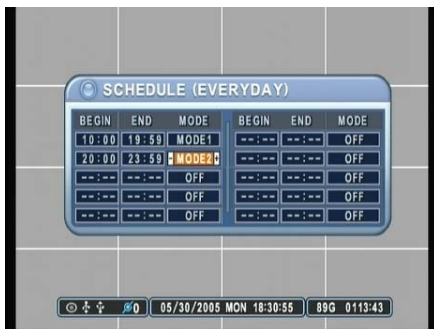 SCHEDULE (EVERYDAY)
BEGIN END MODE BEGIN END MODE
10:00 19:59 MODE1 --:-- --:-- OFF
20:00 23:59 MODE2 --:-- --:-- OFF
--:-- --:-- OFF --:-- --:-- OFF
--:-- --:-- OFF --:-- --:-- OFF
--:-- --:-- OFF --:-- --:-- OFF
0 05/30/2005 MON 18:30:55 89G 0113:43